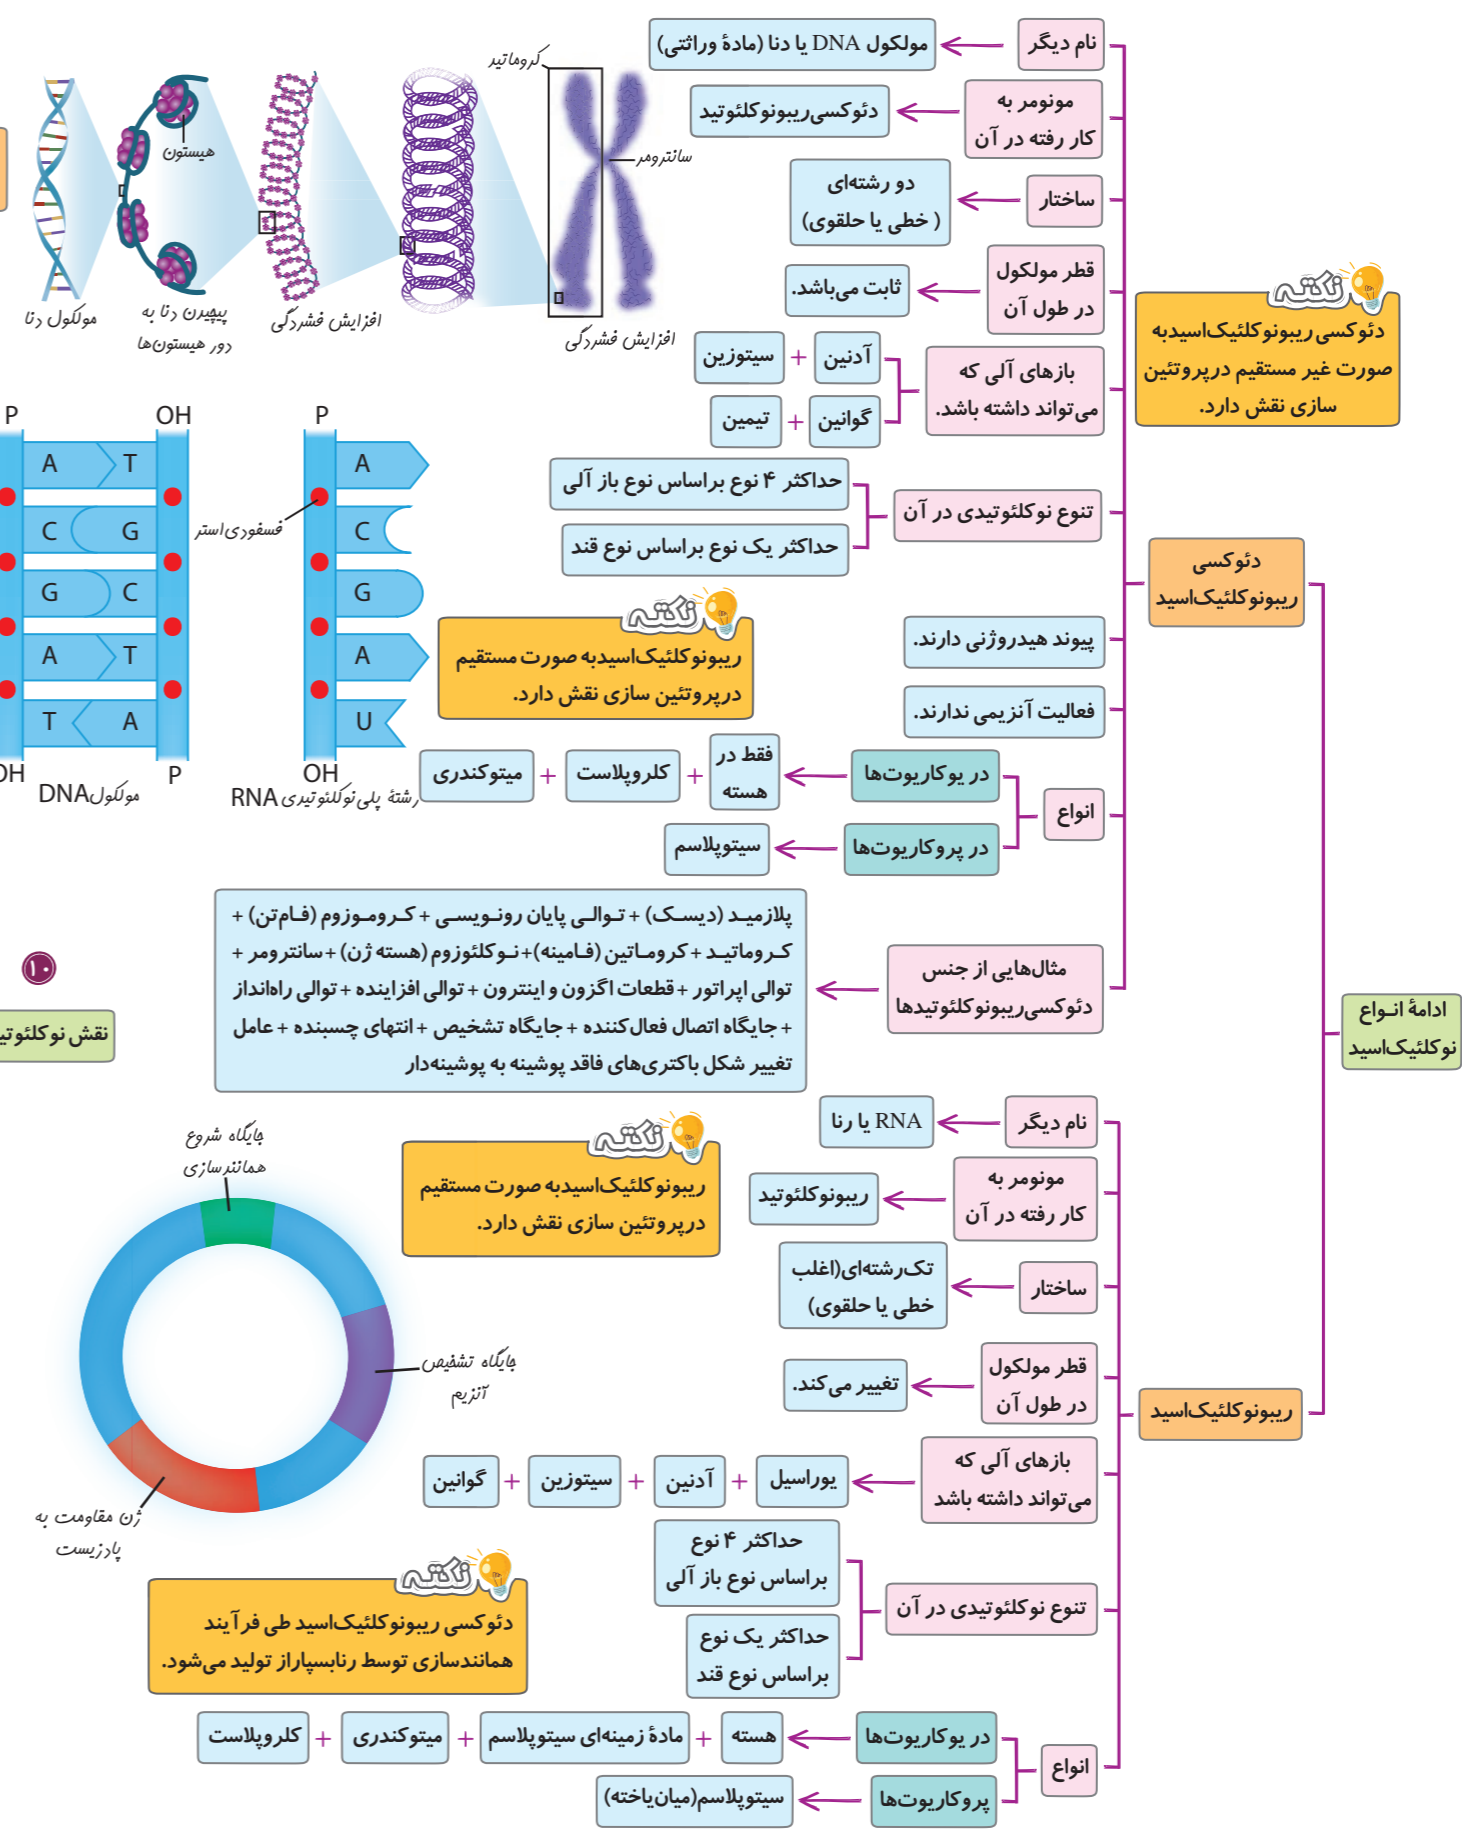 ادامهٔ انواع
نوکلئیک‌اسید
دئوکسی
ریبونوکلئیک‌اسید
نام دیگر
مولکول DNA یا دنا (مادهٔ وراثتی)
مونومر به
کار رفته در آن
دئوکسی‌ریبونوکلئوتید
ساختار
دو رشته‌ای
( خطی یا حلقوی)
قطر مولکول
در طول آن
ثابت می‌باشد.
بازهای آلی که
می‌تواند داشته باشد.
آدنین + سیتوزین
گوانین + تیمین
تنوع نوکلئوتیدی در آن
حداکثر ۴ نوع براساس نوع باز آلی
حداکثر یک نوع براساس نوع قند
پیوند هیدروژنی دارند.
فعالیت آنزیمی ندارند.
انواع
در یوکاریوت‌ها
فقط در
هسته
+ کلروپلاست + میتوکندری
در پروکاریوت‌ها
سیتوپلاسم
مثال‌هایی از جنس
دئوکسی‌ریبونوکلئوتیدها
پلازمید (دیسک) + توالی پایان رونویسی + کروموزوم (فام‌تن) +
کروماتید + کروماتین (فامینه)+ نوکلئوزوم (هسته ژن) + سانترومر +
توالی اپراتور + قطعات اگزون و اینترون + توالی افزاینده + توالی راه‌انداز
+ جایگاه اتصال فعال‌کننده + جایگاه تشخیص + انتهای چسبنده + عامل
تغییر شکل باکتری‌های فاقد پوشینه به پوشینه‌دار
نکته
دئوکسی ریبونوکلئیک‌اسیدبه
صورت غیر مستقیم درپروتئین
سازی نقش دارد.
نکته
ریبونوکلئیک‌اسیدبه صورت مستقیم
درپروتئین سازی نقش دارد.
کروماتیر
سانترومر
هیستون
مولکول دنا
پیچیدن دنا به
دور هیستون‌ها
افزایش فشردگی
افزایش فشردگی
P
OH
P
A
T
A
C
G
C
فسفودی‌استر
G
C
G
A
T
A
T
A
U
OH
P
OH
مولکول DNA
رشتهٔ پلی‌نوکلئوتیدی RNA
۱۰
نقش نوکلئوتی
ریبونوکلئیک‌اسید
نام دیگر
RNA یا رنا
مونومر به
کار رفته در آن
ریبونوکلئوتید
ساختار
تک‌رشته‌ای(اغلب
خطی یا حلقوی)
قطر مولکول
در طول آن
تغییر می‌کند.
بازهای آلی که
می‌تواند داشته باشد
یوراسیل + آدنین + سیتوزین + گوانین
تنوع نوکلئوتیدی در آن
حداکثر ۴ نوع
براساس نوع باز آلی
حداکثر یک نوع
براساس نوع قند
انواع
در یوکاریوت‌ها
هسته + مادهٔ زمینه‌ای سیتوپلاسم + میتوکندری + کلروپلاست
پروکاریوت‌ها
سیتوپلاسم(میان‌یاخته)
نکته
ریبونوکلئیک‌اسیدبه صورت مستقیم
درپروتئین سازی نقش دارد.
جایگاه شروع
همانندسازی
جایگاه تشخیص
آنزیم
ژن مقاومت به
پادزیست
نکته
دئوکسی ریبونوکلئیک‌اسید طی فرآیند
همانندسازی توسط رنابسپاراز تولید می‌شود.